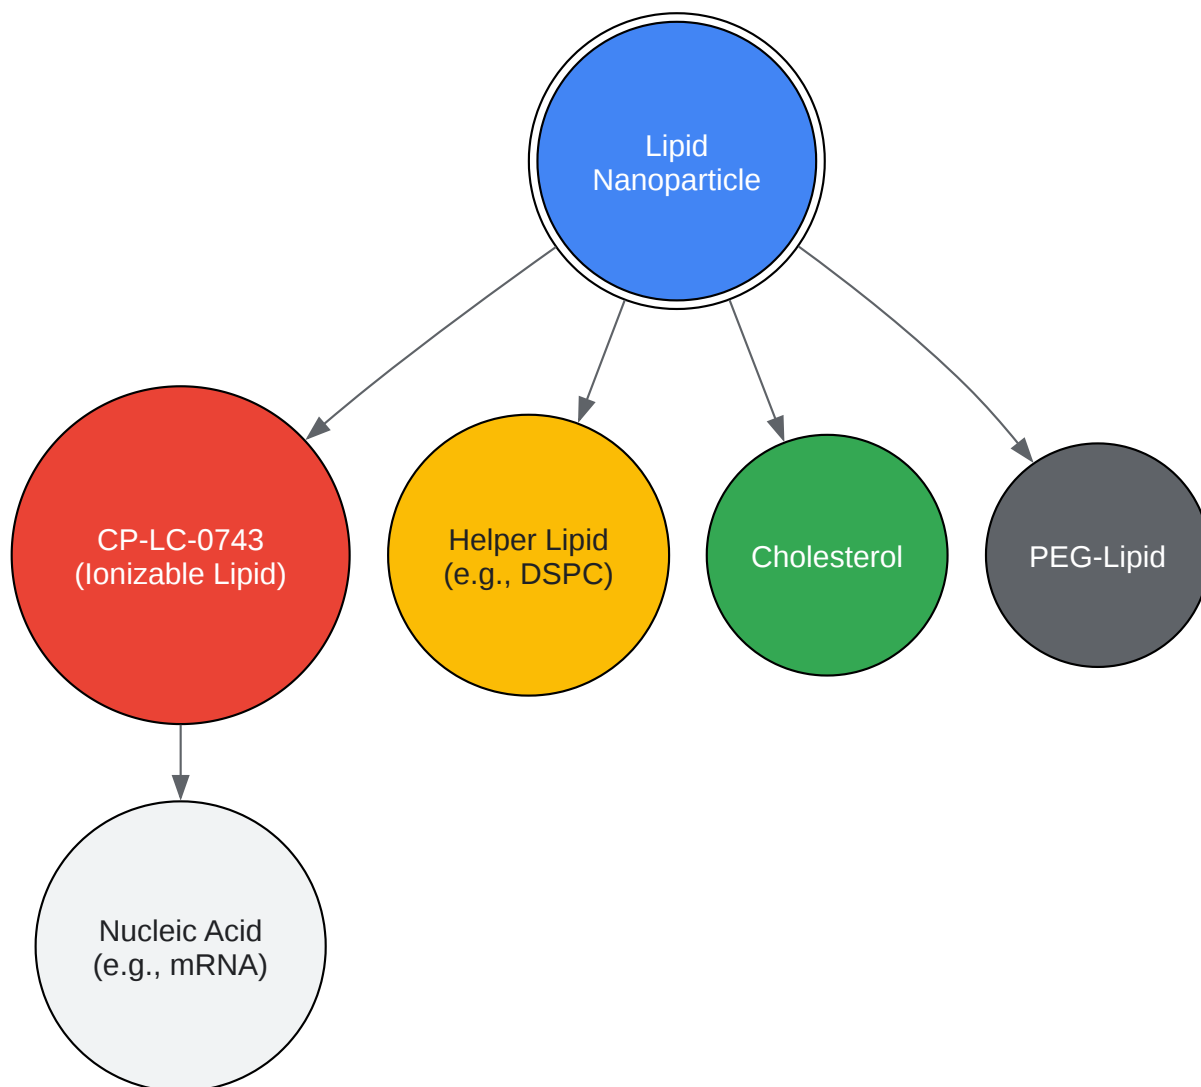 Lipid
Nanoparticle
CP-LC-0743
(Ionizable Lipid)
Helper Lipid
(e.g., DSPC)
Cholesterol
PEG-Lipid
Nucleic Acid
(e.g., mRNA)